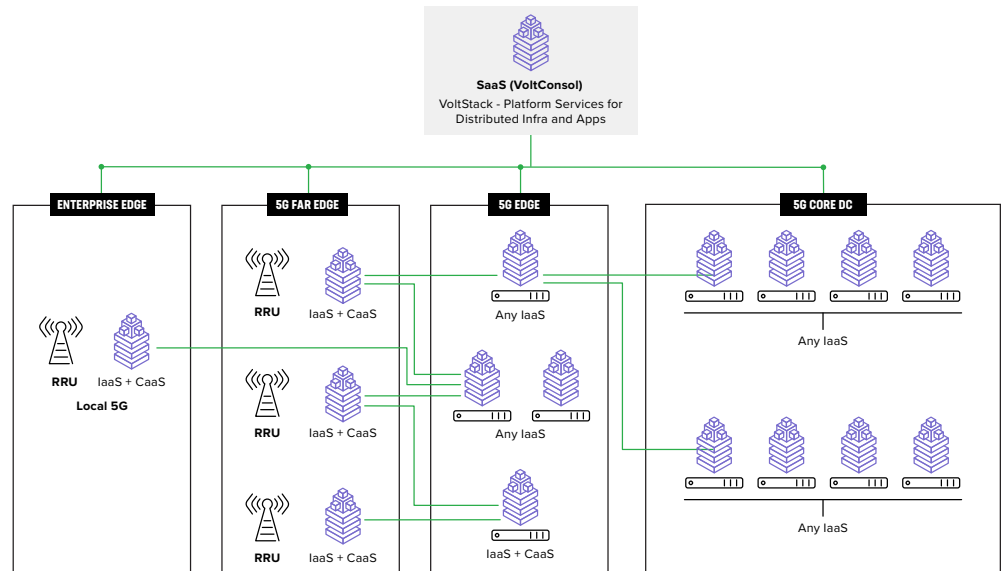 SaaS (VoltConsol)
VoltStack - Platform Services for
Distributed Infra and Apps
ENTERPRISE EDGE
5G FAR EDGE
5G EDGE
5G CORE DC
RRU
IaaS + CaaS
Local 5G
RRU
IaaS + CaaS
RRU
IaaS + CaaS
RRU
IaaS + CaaS
Any IaaS
Any IaaS
IaaS + CaaS
Any IaaS
Any IaaS